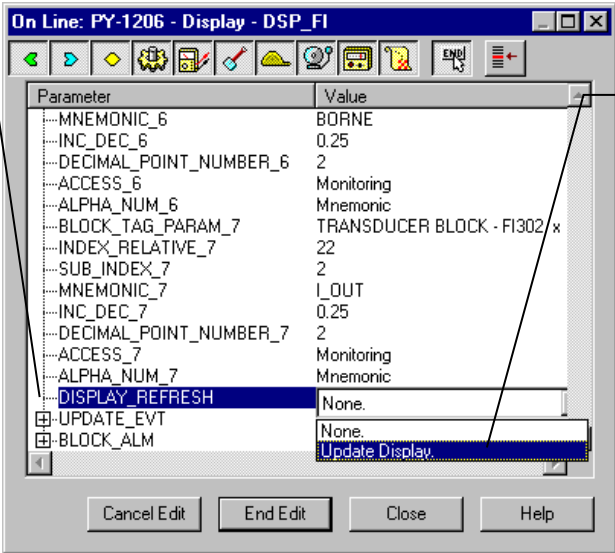 On Line: PY-1206 - Display - DSP_FI
END
Parameter Value
MNEMONIC_6 BORNE
INC_DEC_6 0.25
DECIMAL_POINT_NUMBER_6 2
ACCESS_6 Monitoring
ALPHA_NUM_6 Mnemonic
BLOCK_TAG_PARAM_7 TRANSDUCER BLOCK - FI302 x
INDEX_RELATIVE_7 22
SUB_INDEX_7 2
MNEMONIC_7 I_OUT
INC_DEC_7 0.25
DECIMAL_POINT_NUMBER_7 2
ACCESS_7 Monitoring
ALPHA_NUM_7 Mnemonic
DISPLAY_REFRESH None.
UPDATE_EVT None.
BLOCK_ALM Update Display.
Cancel Edit End Edit Close Help